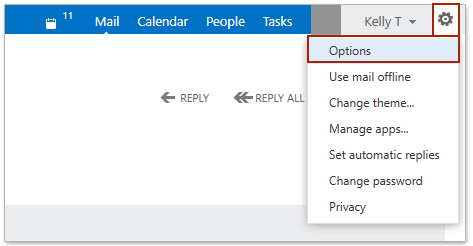 11 Mail Calendar People Tasks Kelly T
Options
Use mail offline
REPLY REPLY ALL
Change theme...
Manage apps...
Set automatic replies
Change password
Privacy